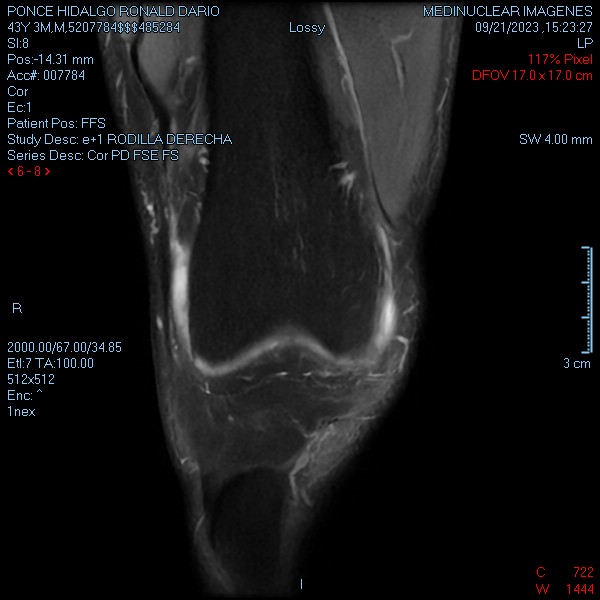 PONCE HIDALGO RONALD DARIO
43Y 3M,M,5207784$$$485284
Sl:8
Pos:-14.31 mm
Acc#: 007784
Cor
Ec:1
Patient Pos: FFS
Study Desc: e+1 RODILLA DERECHA
Series Desc: Cor PD FSE FS
< 6 - 8 >
Lossy
MEDINUCLEAR IMAGENES
09/21/2023 ,15:23:27
LP
117% Pixel
DFOV 17.0 x 17.0 cm
SW 4.00 mm
R
2000.00/67.00/34.85
Etl:7 TA:100.00
512x512
Enc: ^
1nex
3 cm
I
C 722
W 1444